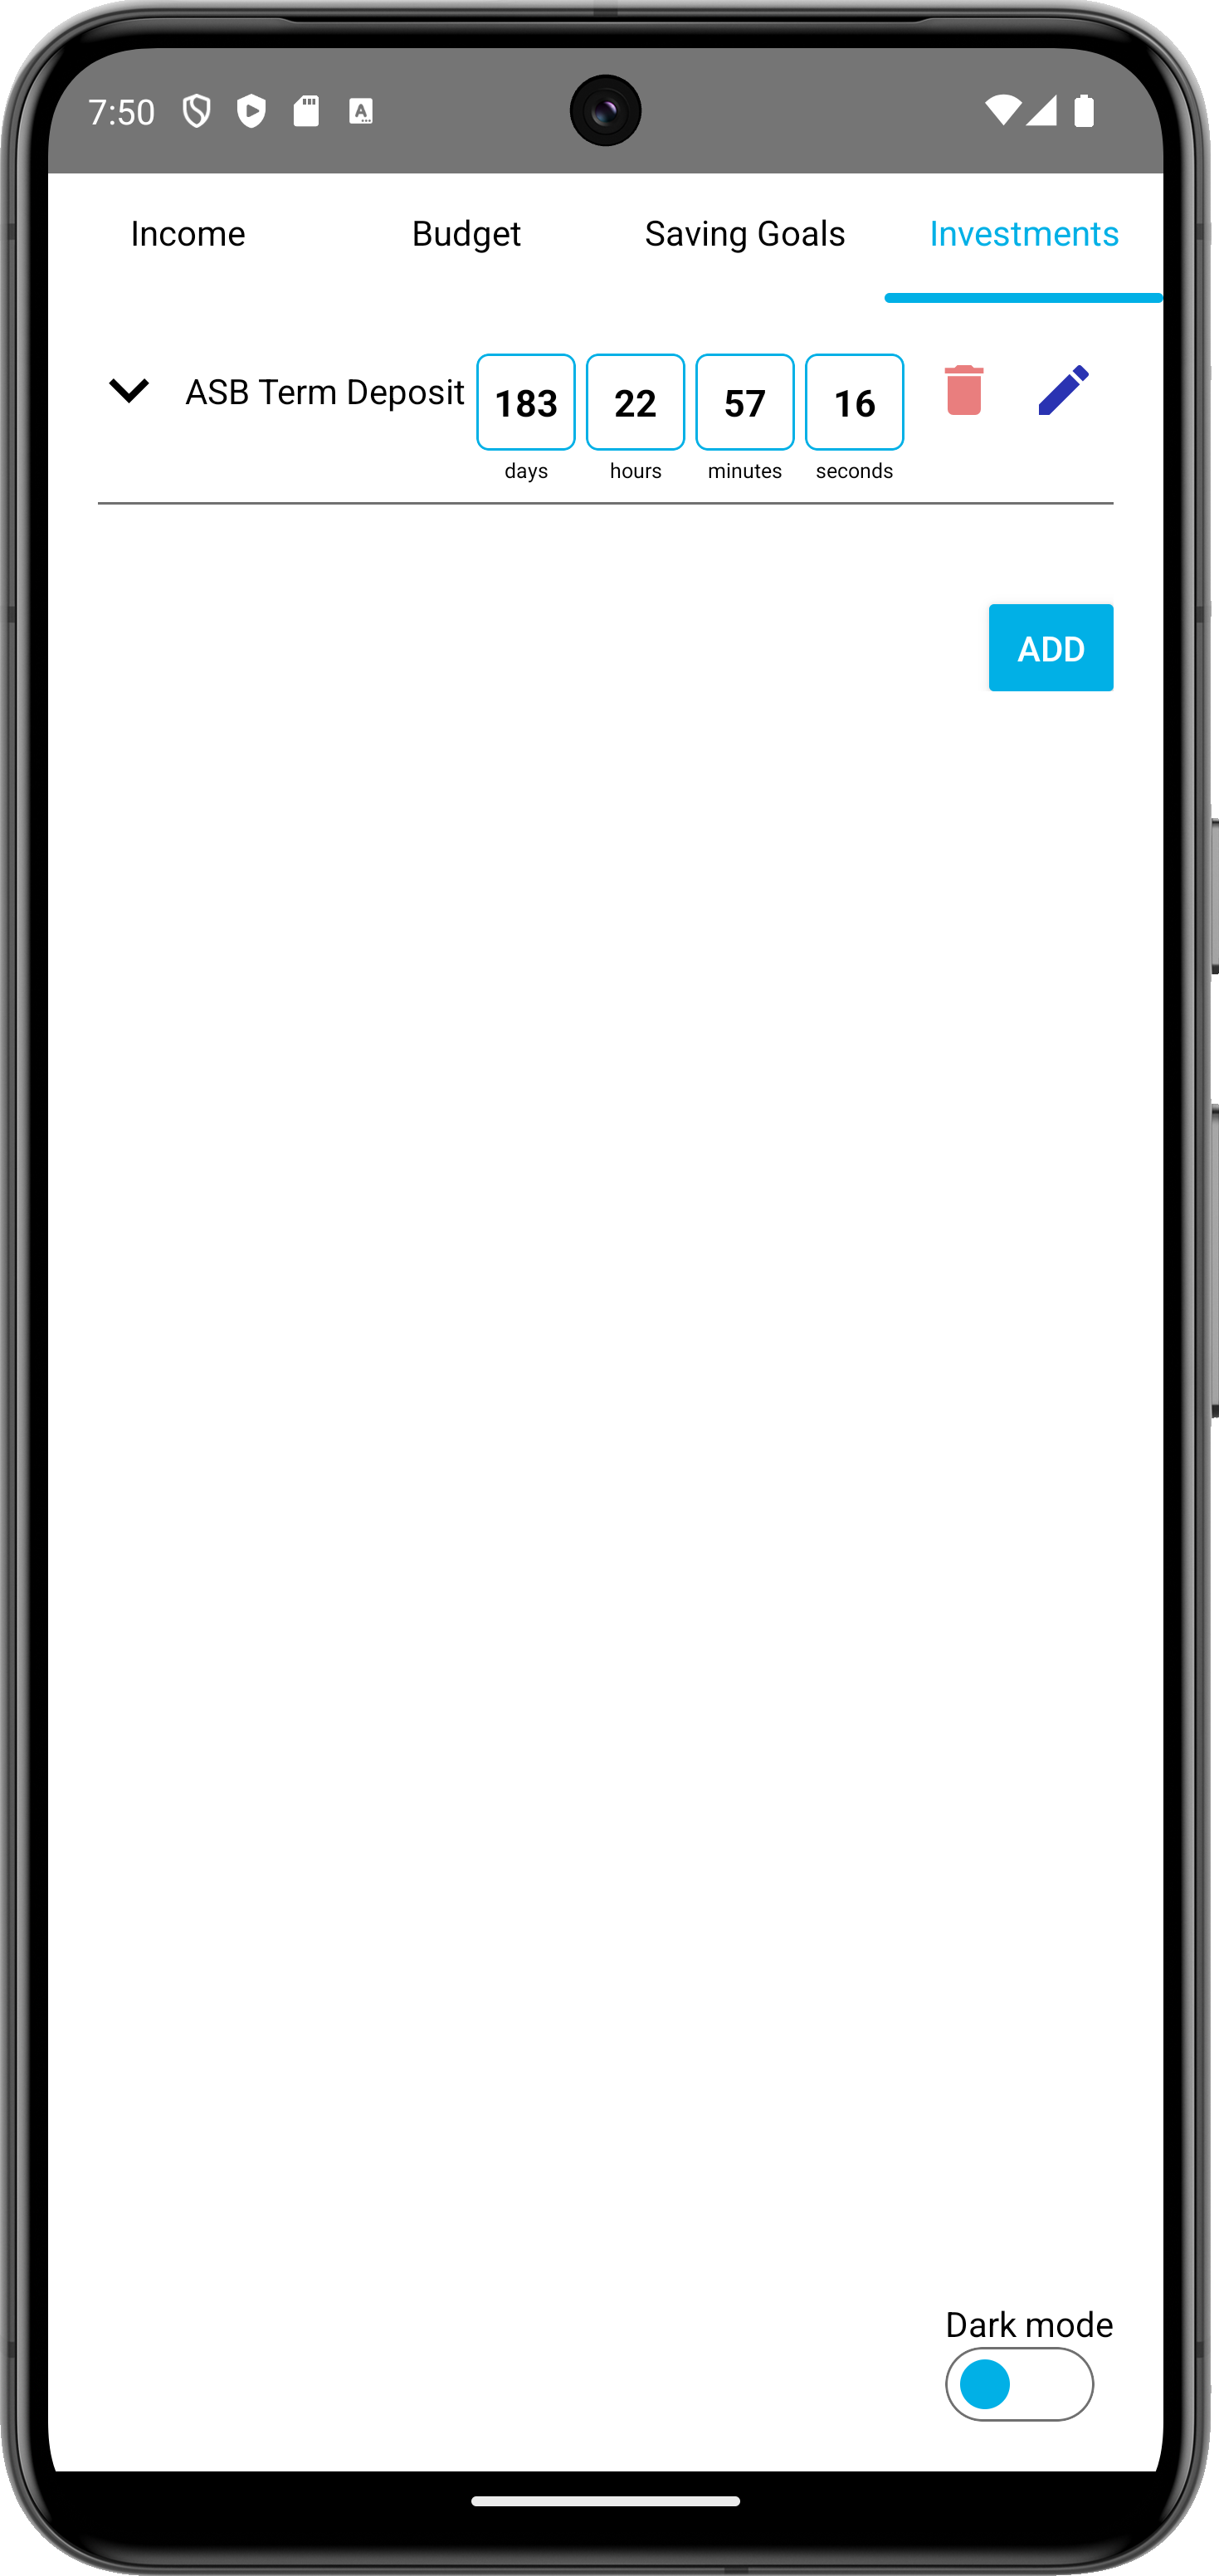 7:50
Income Budget Saving Goals Investments
ASB Term Deposit 183 22 57 16
days hours minutes seconds
ADD
Dark mode